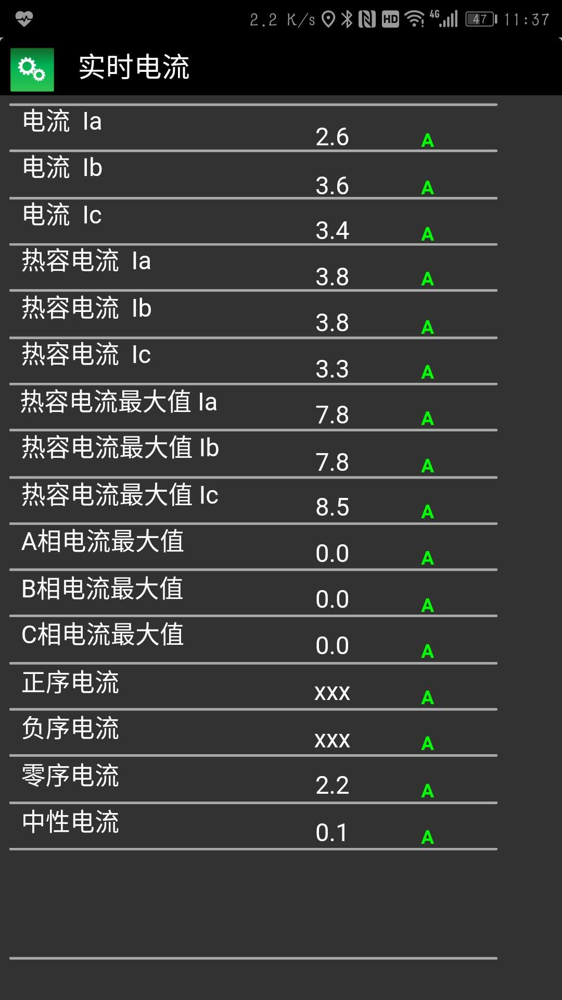 2.2 K/s HD 4G 47 11:37
实时电流
电流 Ia 2.6 A
电流 Ib 3.6 A
电流 Ic 3.4 A
热容电流 Ia 3.8 A
热容电流 Ib 3.8 A
热容电流 Ic 3.3 A
热容电流最大值 Ia 7.8 A
热容电流最大值 Ib 7.8 A
热容电流最大值 Ic 8.5 A
A相电流最大值 0.0 A
B相电流最大值 0.0 A
C相电流最大值 0.0 A
正序电流 xxx A
负序电流 xxx A
零序电流 2.2 A
中性电流 0.1 A